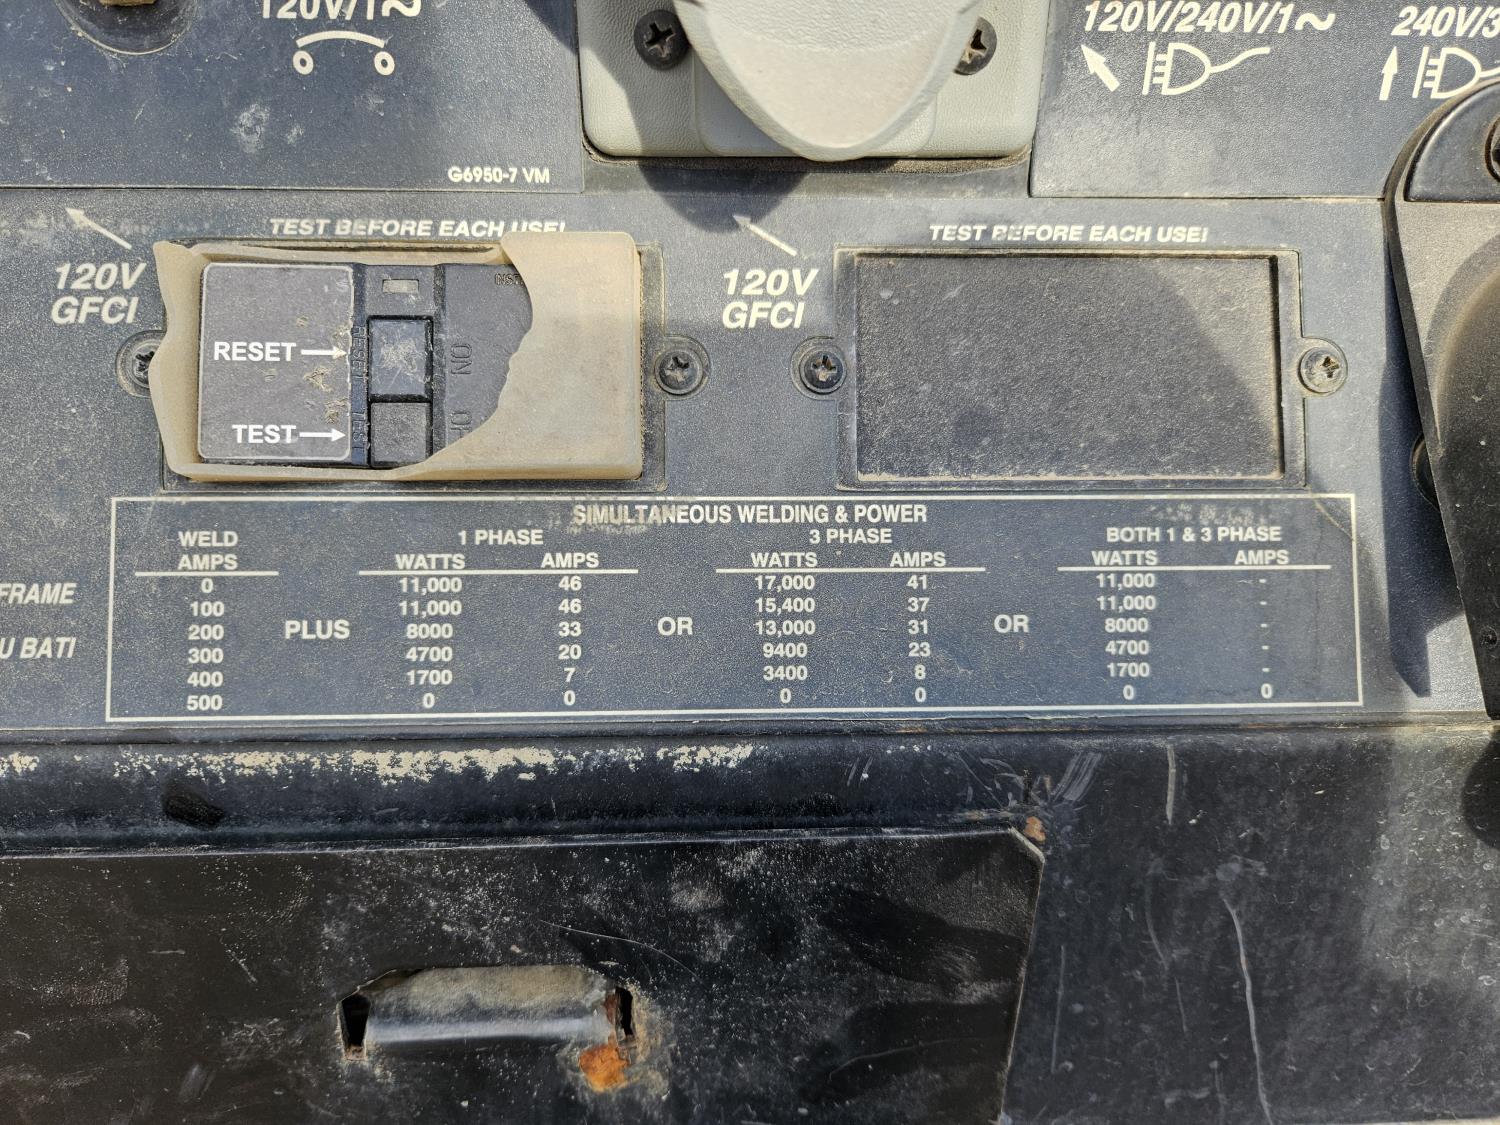 120V/1~
120V/240V/1~
240V/3
G6950-7 VM
TEST BEFORE EACH USE!
TEST BEFORE EACH USE!
120V
GFCI
120V
GFCI
RESET
RESET
ON
TEST
TEST
SIMULTANEOUS WELDING & POWER
WELD 1 PHASE 3 PHASE BOTH 1 & 3 PHASE
AMPS WATTS AMPS WATTS AMPS WATTS AMPS
0 11,000 46 17,000 41 11,000 -
100 11,000 46 15,400 37 11,000 -
200 8000 33 13,000 31 8000 -
300 4700 20 9400 23 4700 -
400 1700 7 3400 8 1700 -
500 0 0 0 0 0 0
PLUS OR OR
FRAME
U BATI